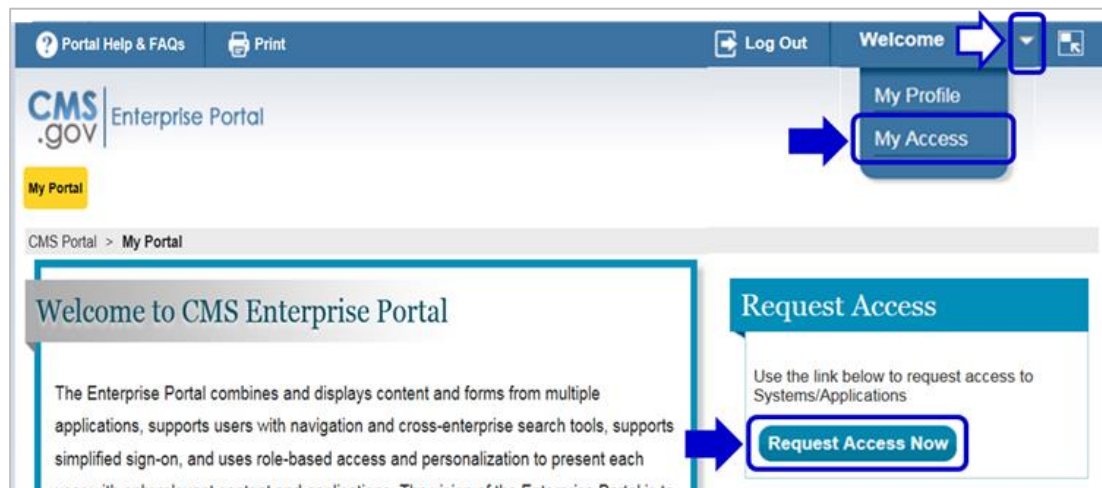 Portal Help & FAQs Print Log Out Welcome
My Profile
My Access
CMS
.gov Enterprise Portal
My Portal
CMS Portal > My Portal
Welcome to CMS Enterprise Portal
The Enterprise Portal combines and displays content and forms from multiple
applications, supports users with navigation and cross-enterprise search tools, supports
simplified sign-on, and uses role-based access and personalization to present each
Request Access
Use the link below to request access to
Systems/Applications
Request Access Now